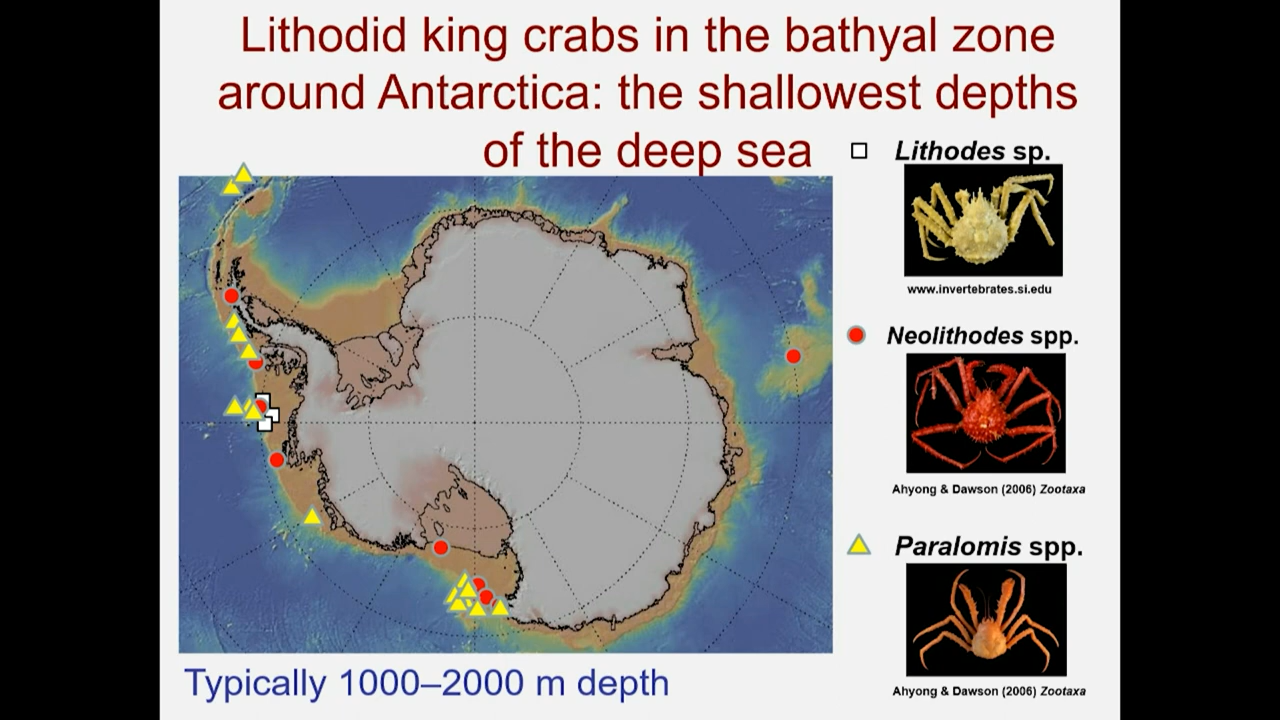 Lithodid king crabs in the bathyal zone
around Antarctica: the shallowest depths
of the deep sea
Lithodes sp.
www.invertebrates.si.edu
Neolithodes spp.
Ahyong & Dawson (2006) Zootaxa
Paralomis spp.
Ahyong & Dawson (2006) Zootaxa
Typically 1000–2000 m depth